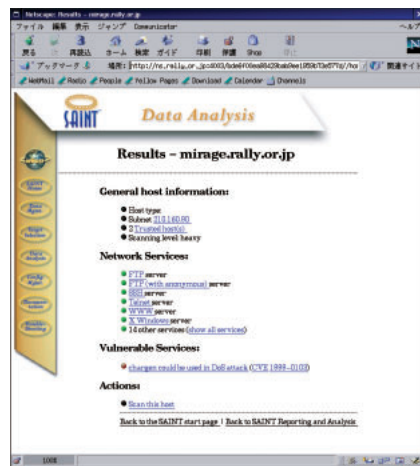 Netscape: Results - mirage.rally.or.jp
ファイル 編集 表示 ジャンプ Communicator ヘルプ
戻る 再読込 ホーム 検索 ガイド 印刷 保護 Shop
ブックマーク 場所: 関連サイト
WebMail Radio People Yellow Pages Download Calendar Channels
SAINT Data Analysis
Results – mirage.rally.or.jp
General host information:
Host type:
Subnet 210.160.80
2 Trusted host(s)
Scanning level: heavy
Network Services:
FTP server
FTP (with anonymous) server
SSH server
Telnet server
WWW server
X Windows server
14 other services (show all services)
Vulnerable Services:
chargen could be used in DoS attack (CVE 1999-0103)
Actions:
Scan this host
Back to the SAINT start page | Back to SAINT Reporting and Analysis
100%